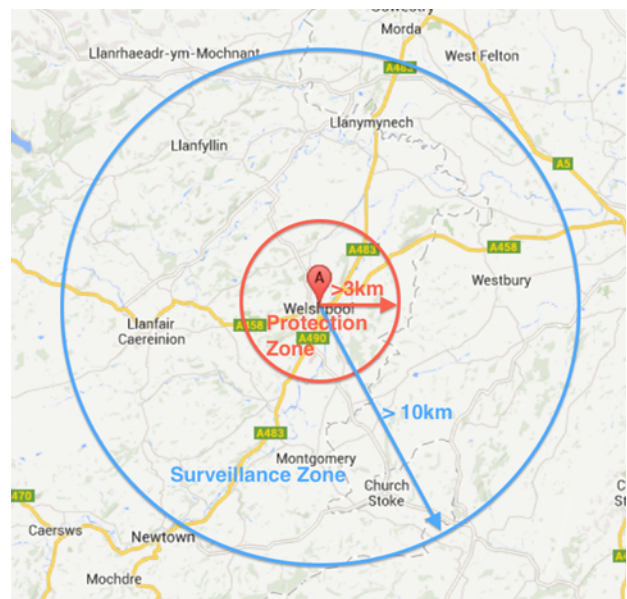 Oswestry
Morda
Llanrhaeadr-ym-Mochnant
West Felton
A483
Llanymynech
Llanfyllin
A5
A483
A458
A
>3km
Westbury
Welshpool
Llanfair
Caereinion
A458
Protection
Zone
A490
> 10km
A483
Montgomery
Surveillance Zone
Church
Stoke
470
Caersws
Newtown
Mochdre